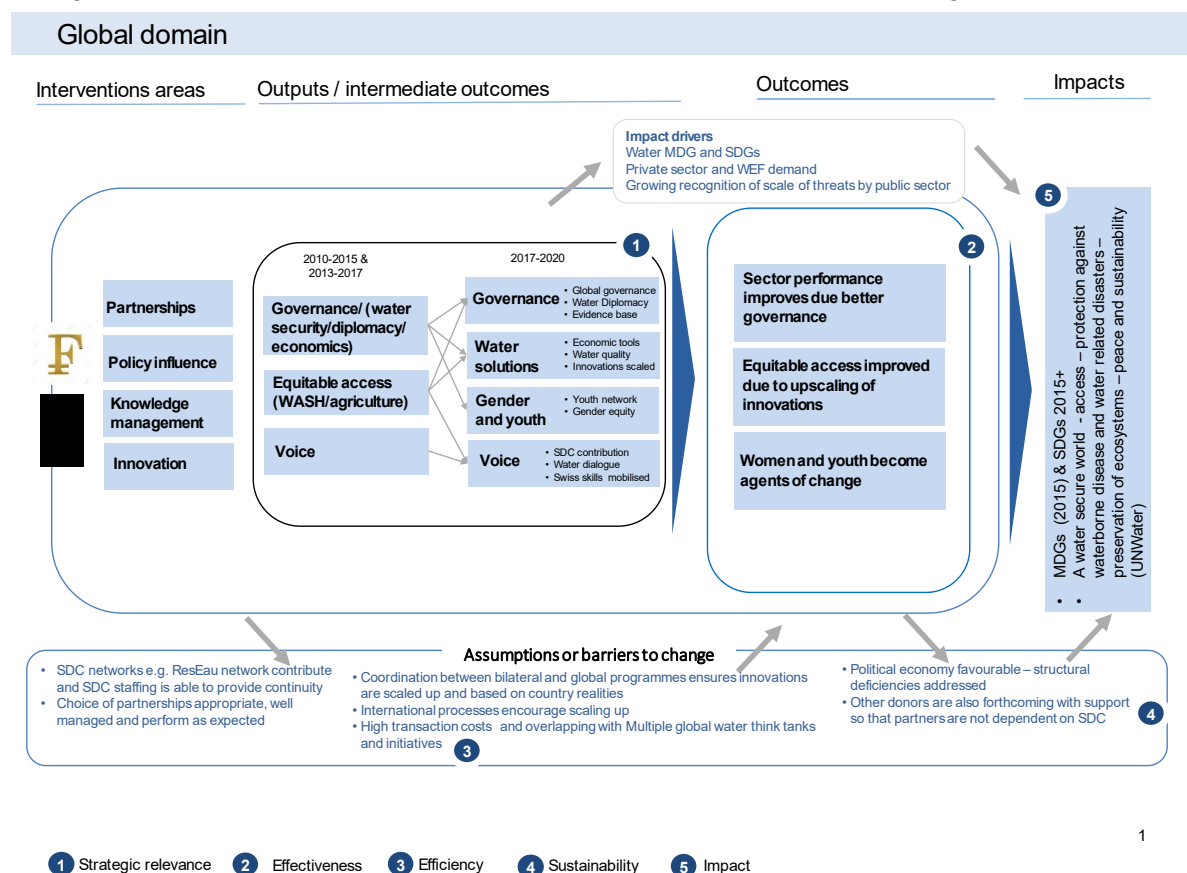 Global domain
Interventions areas
Outputs / intermediate outcomes
Outcomes
Impacts
Impact drivers
Water MDG and SDGs
Private sector and WEF demand
Growing recognition of scale of threats by public sector
F
Partnerships
Policy influence
Knowledge
management
Innovation
1
2010-2015 &
2013-2017
Governance/ (water
security/diplomacy/
economics)
Equitable access
(WASH/agriculture)
Voice
2017-2020
Governance
• Global governance
• Water Diplomacy
• Evidence base
Water
solutions
• Economic tools
• Water quality
• Innovations scaled
Gender
and youth
• Youth network
• Gender equity
Voice
• SDC contribution
• Water dialogue
• Swiss skills mobilised
2
Sector performance
improves due better
governance
Equitable access improved
due to upscaling of
innovations
Women and youth become
agents of change
5
• MDGs (2015) & SDGs 2015+
• A water secure world - access – protection against
waterborne disease and water related disasters –
preservation of ecosystems – peace and sustainability
(UNWater)
Assumptions or barriers to change
• SDC networks e.g. ResEau network contribute
and SDC staffing is able to provide continuity
• Choice of partnerships appropriate, well
managed and perform as expected
• Coordination between bilateral and global programmes ensures innovations
are scaled up and based on country realities
• International processes encourage scaling up
• High transaction costs and overlapping with Multiple global water think tanks
and initiatives
3
• Political economy favourable – structural
deficiencies addressed
• Other donors are also forthcoming with support
so that partners are not dependent on SDC
4
1
1 Strategic relevance
2 Effectiveness
3 Efficiency
4 Sustainability
5 Impact